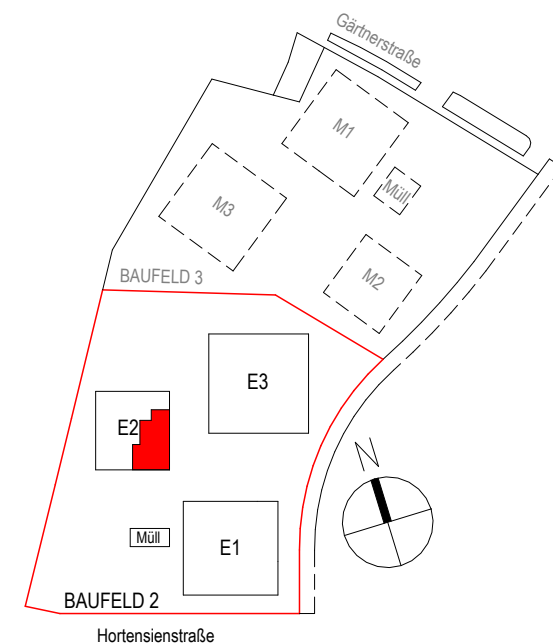 Gärtnerstraße
M1
Müll
M3
M2
BAUFELD 3
E3
E2
N
Müll
E1
BAUFELD 2
Hortensienstraße